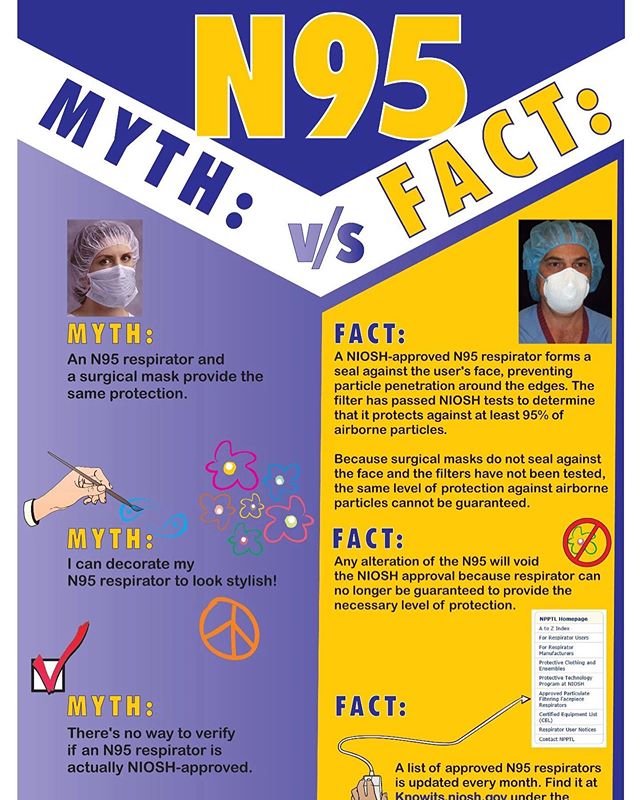 N95
MYTH:
v/s
FACT:
MYTH:
An N95 respirator and
a surgical mask provide the
same protection.
FACT:
A NIOSH-approved N95 respirator forms a
seal against the user's face, preventing
particle penetration around the edges. The
filter has passed NIOSH tests to determine
that it protects against at least 95% of
airborne particles.
Because surgical masks do not seal against
the face and the filters have not been tested,
the same level of protection against airborne
particles cannot be guaranteed.
MYTH:
I can decorate my
N95 respirator to look stylish!
FACT:
Any alteration of the N95 will void
the NIOSH approval because respirator can
no longer be guaranteed to provide the
necessary level of protection.
MYTH:
There's no way to verify
if an N95 respirator is
actually NIOSH-approved.
NPPTL Homepage
A to Z Index
For Respirator Users
For Respirator
Manufacturers
Protective Clothing and
Ensembles
Protective Technology
Program at NIOSH
Approved Particulate
Filtering Facepiece
Respirators
Certified Equipment List
(CEL)
Respirator User Notices
Contact NPPTL
FACT:
A list of approved N95 respirators
is updated every month. Find it at
Knowits.niosh.gov under the